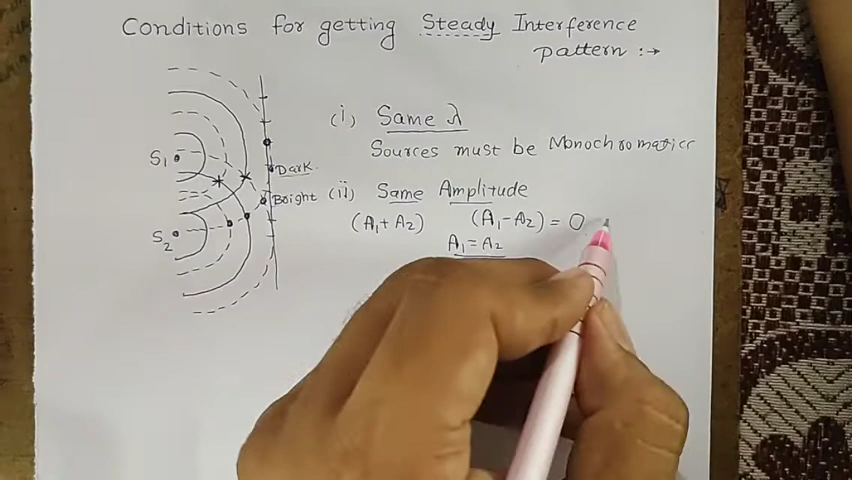 Conditions for getting Steady Interference
pattern :→
(i) Same λ
Sources must be Monochromatics
S₁
Dark.
Bright
(ii) Same Amplitude
(A₁+A₂) (A₁-A₂) = 0
S₂
A₁ = A₂